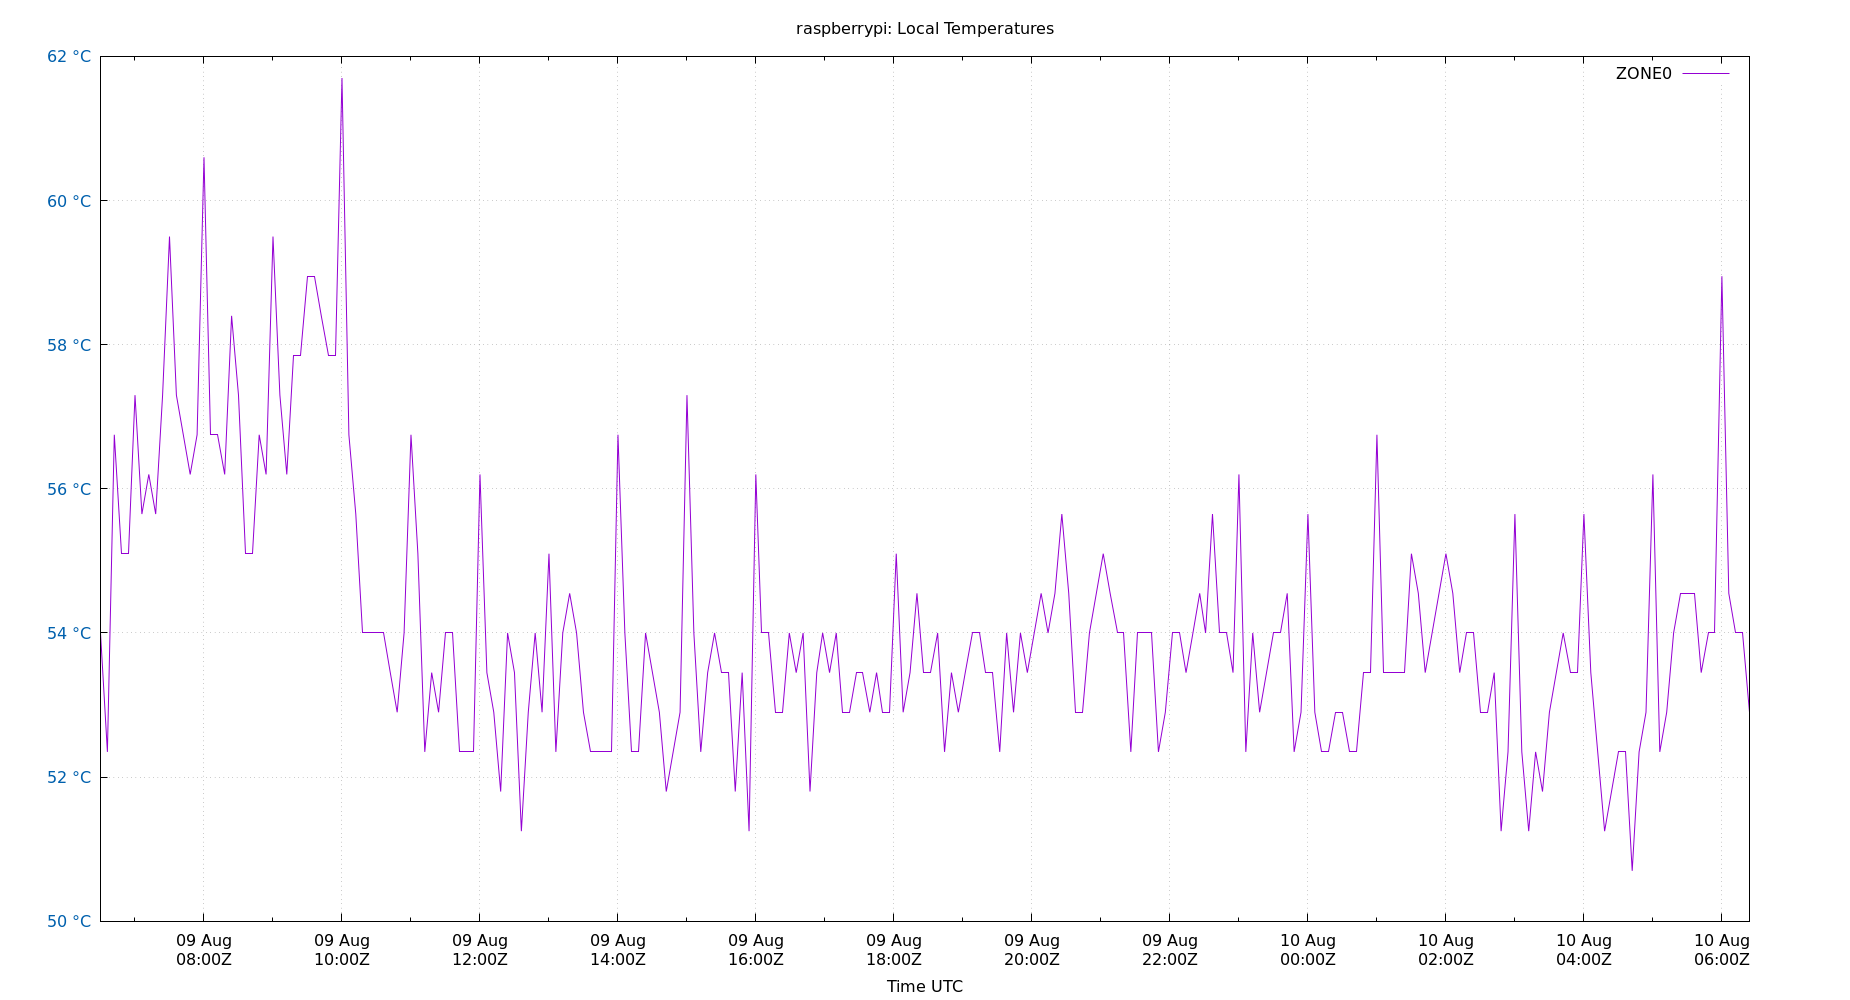 raspberrypi: Local Temperatures
62 °C
ZONE0
60 °C
58 °C
56 °C
54 °C
52 °C
50 °C
09 Aug 09 Aug 09 Aug 09 Aug 09 Aug 09 Aug 09 Aug 09 Aug 10 Aug 10 Aug 10 Aug 10 Aug
08:00Z 10:00Z 12:00Z 14:00Z 16:00Z 18:00Z 20:00Z 22:00Z 00:00Z 02:00Z 04:00Z 06:00Z
Time UTC